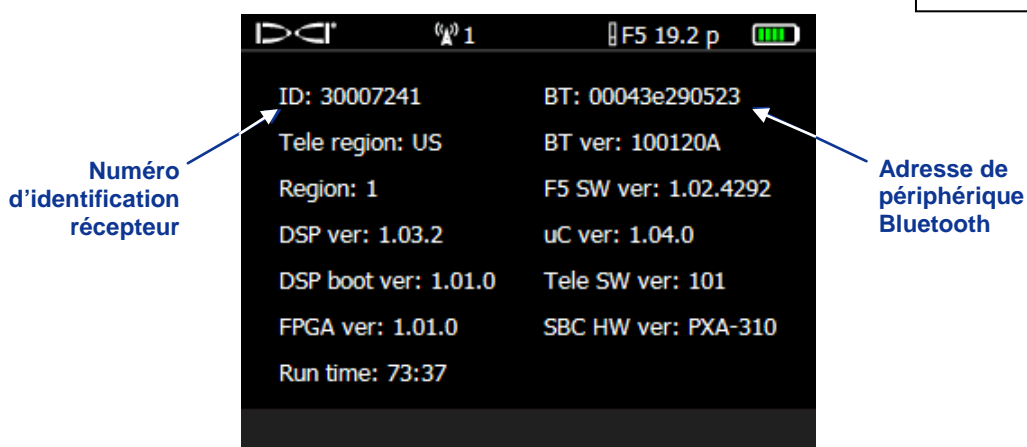 DCI 1 F5 19.2 p
ID: 30007241 BT: 00043e290523
Tele region: US BT ver: 100120A
Region: 1 F5 SW ver: 1.02.4292
DSP ver: 1.03.2 uC ver: 1.04.0
DSP boot ver: 1.01.0 Tele SW ver: 101
FPGA ver: 1.01.0 SBC HW ver: PXA-310
Run time: 73:37
Numéro
d'identification
récepteur
Adresse de
périphérique
Bluetooth